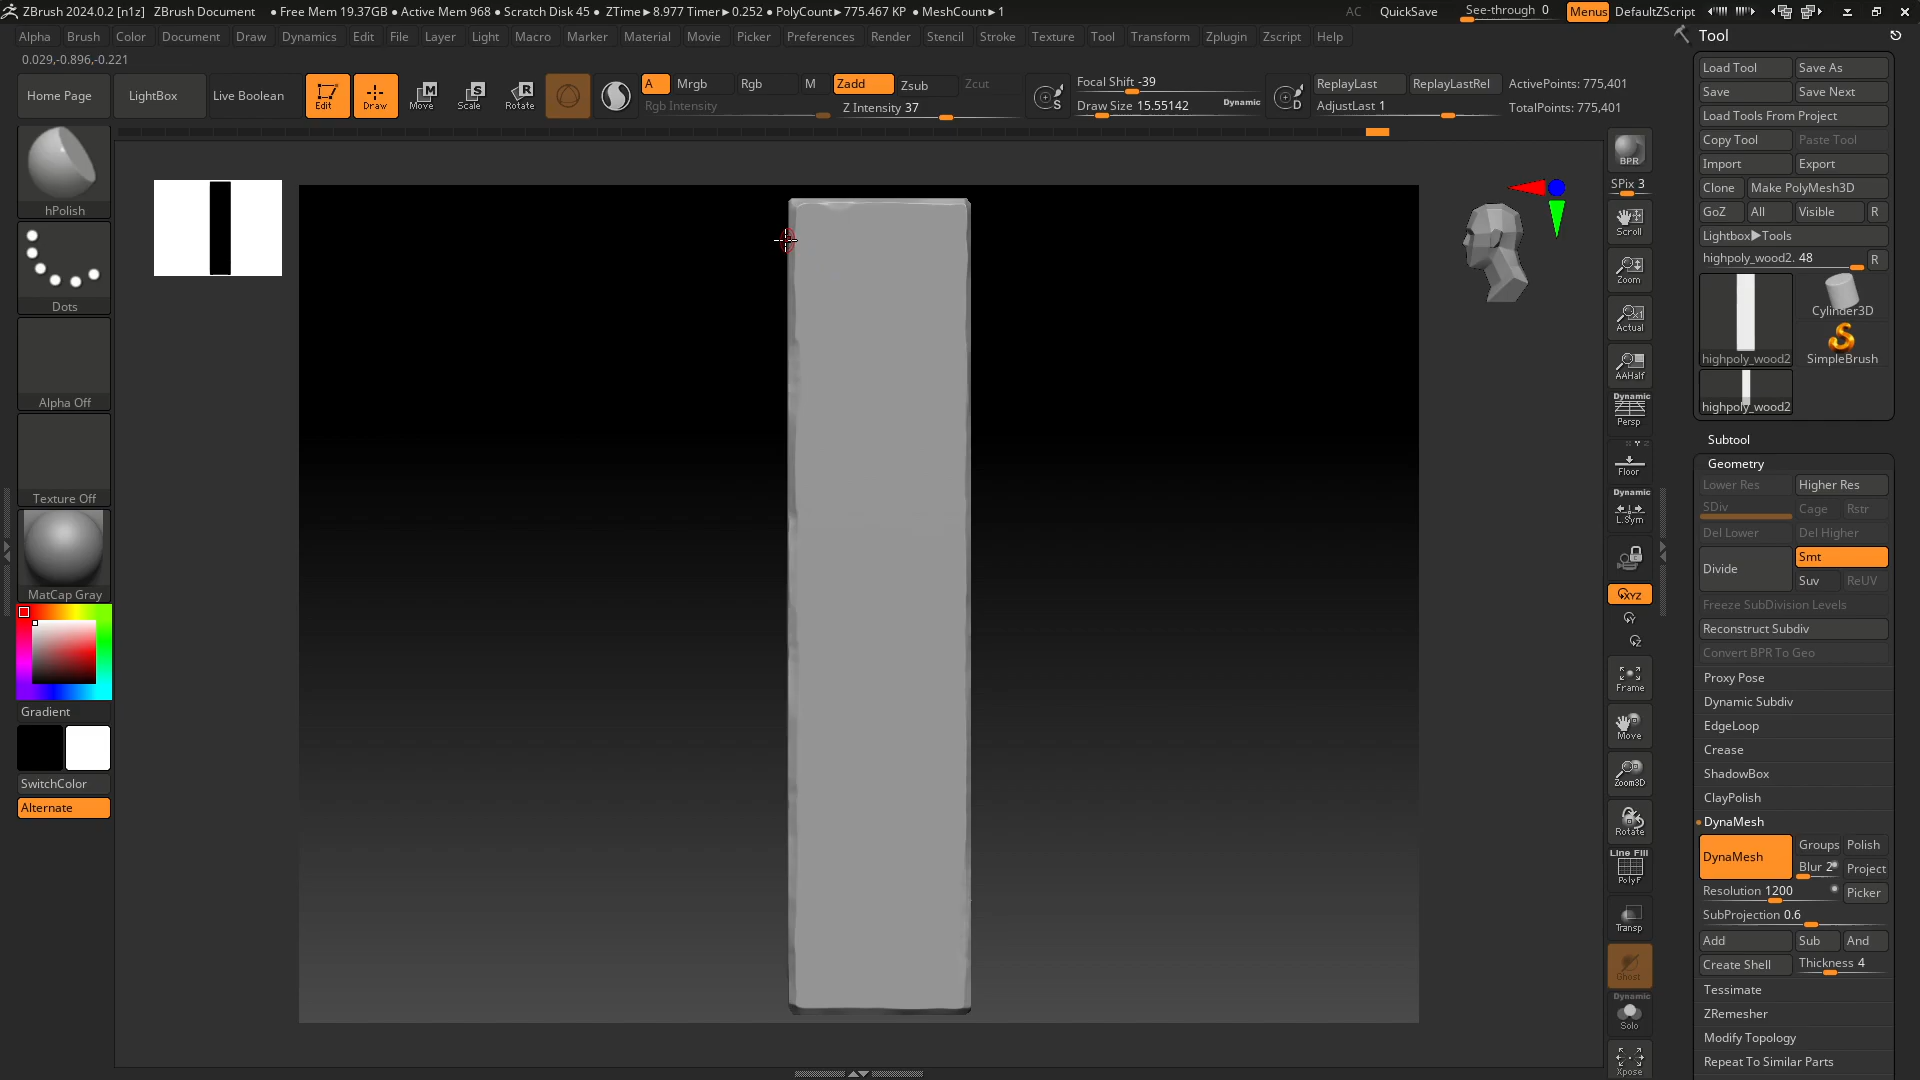 ZBrush 2024.0.2 [n1z] ZBrush Document ● Free Mem 19.37GB ● Active Mem 968 ● Scratch Disk 45 ● ZTime►8.977 Timer►0.252 ● PolyCount►775.467 KP ● MeshCount►1 AC QuickSave See-through 0 Menus DefaultZScript
Alpha Brush Color Document Draw Dynamics Edit File Layer Light Macro Marker Material Movie Picker Preferences Render Stencil Stroke Texture Tool Transform Zplugin Zscript Help
Tool
0.029,-0.896,-0.221
Home Page LightBox Live Boolean Edit Draw Move Scale Rotate
A Mrgb Rgb M Zadd Zsub Zcut
Rgb Intensity Z Intensity 37
S Focal Shift -39
Draw Size 15.55142 Dynamic
D ReplayLast ReplayLastRel ActivePoints: 775,401
AdjustLast 1 TotalPoints: 775,401
hPolish
Dots
Alpha Off
Texture Off
MatCap Gray
Gradient
SwitchColor
Alternate
BPR
SPix 3
Scroll
Zoom
Actual
AAHalf
Dynamic
Persp
Floor
Dynamic
L.Sym
XYZ
Y
Z
Frame
Move
Zoom3D
Rotate
Line Fill
PolyF
Transp
Ghost
Dynamic
Solo
Xpose
Load Tool Save As
Save Save Next
Load Tools From Project
Copy Tool Paste Tool
Import Export
Clone Make PolyMesh3D
GoZ All Visible R
Lightbox►Tools
highpoly_wood2. 48 R
Cylinder3D
highpoly_wood2 SimpleBrush
highpoly_wood2
Subtool
Geometry
Lower Res Higher Res
SDiv Cage Rstr
Del Lower Del Higher
Divide Smt
Suv ReUV
Freeze SubDivision Levels
Reconstruct Subdiv
Convert BPR To Geo
Proxy Pose
Dynamic Subdiv
EdgeLoop
Crease
ShadowBox
ClayPolish
DynaMesh
DynaMesh Groups Polish
Blur 2 Project
Resolution 1200 Picker
SubProjection 0.6
Add Sub And
Create Shell Thickness 4
Tessimate
ZRemesher
Modify Topology
Repeat To Similar Parts